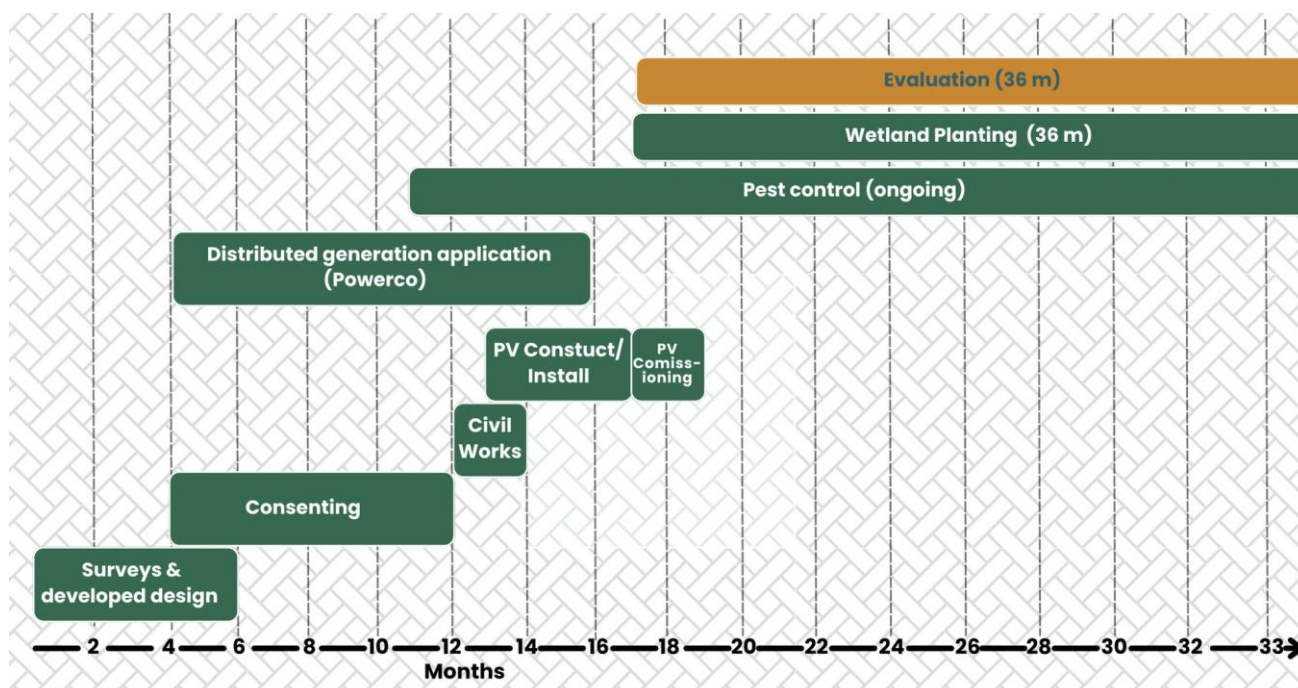 Evaluation (36 m)
Wetland Planting (36 m)
Pest control (ongoing)
Distributed generation application
(Powerco)
PV Constuct/
Install
PV
Comiss-
ioning
Civil
Works
Consenting
Surveys &
developed design
2 4 6 8 10 12 14 16 18 20 22 24 26 28 30 32 33
Months